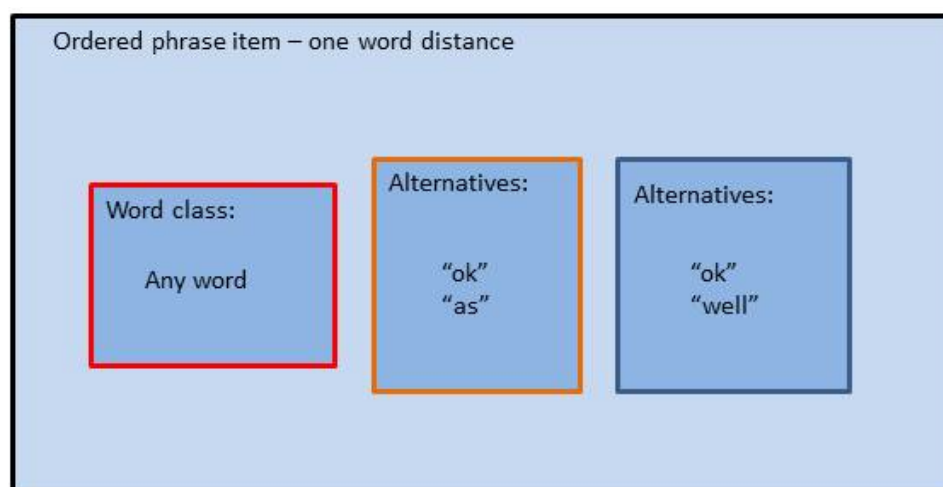 Ordered phrase item – one word distance
Word class:
Any word
Alternatives:
“ok”
“as”
Alternatives:
“ok”
“well”